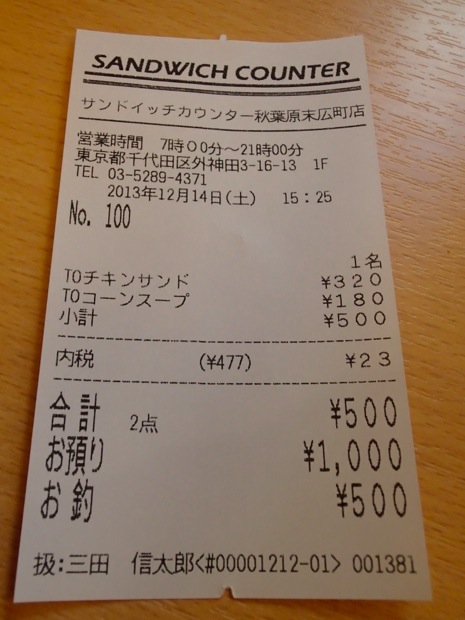 SANDWICH COUNTER
サンドイッチカウンター秋葉原末広町店
営業時間 7時00分～21時00分
東京都千代田区外神田3-16-13 1F
TEL 03-5289-4371
2013年12月14日(土) 15:25
No. 100
1名
TOチキンサンド ¥320
TOコーンスープ ¥180
小計 ¥500
内税 (¥477) ¥23
合計 2点 ¥500
お預り ¥1,000
お釣 ¥500
扱:三田 信太郎<#00001212-01> 001381